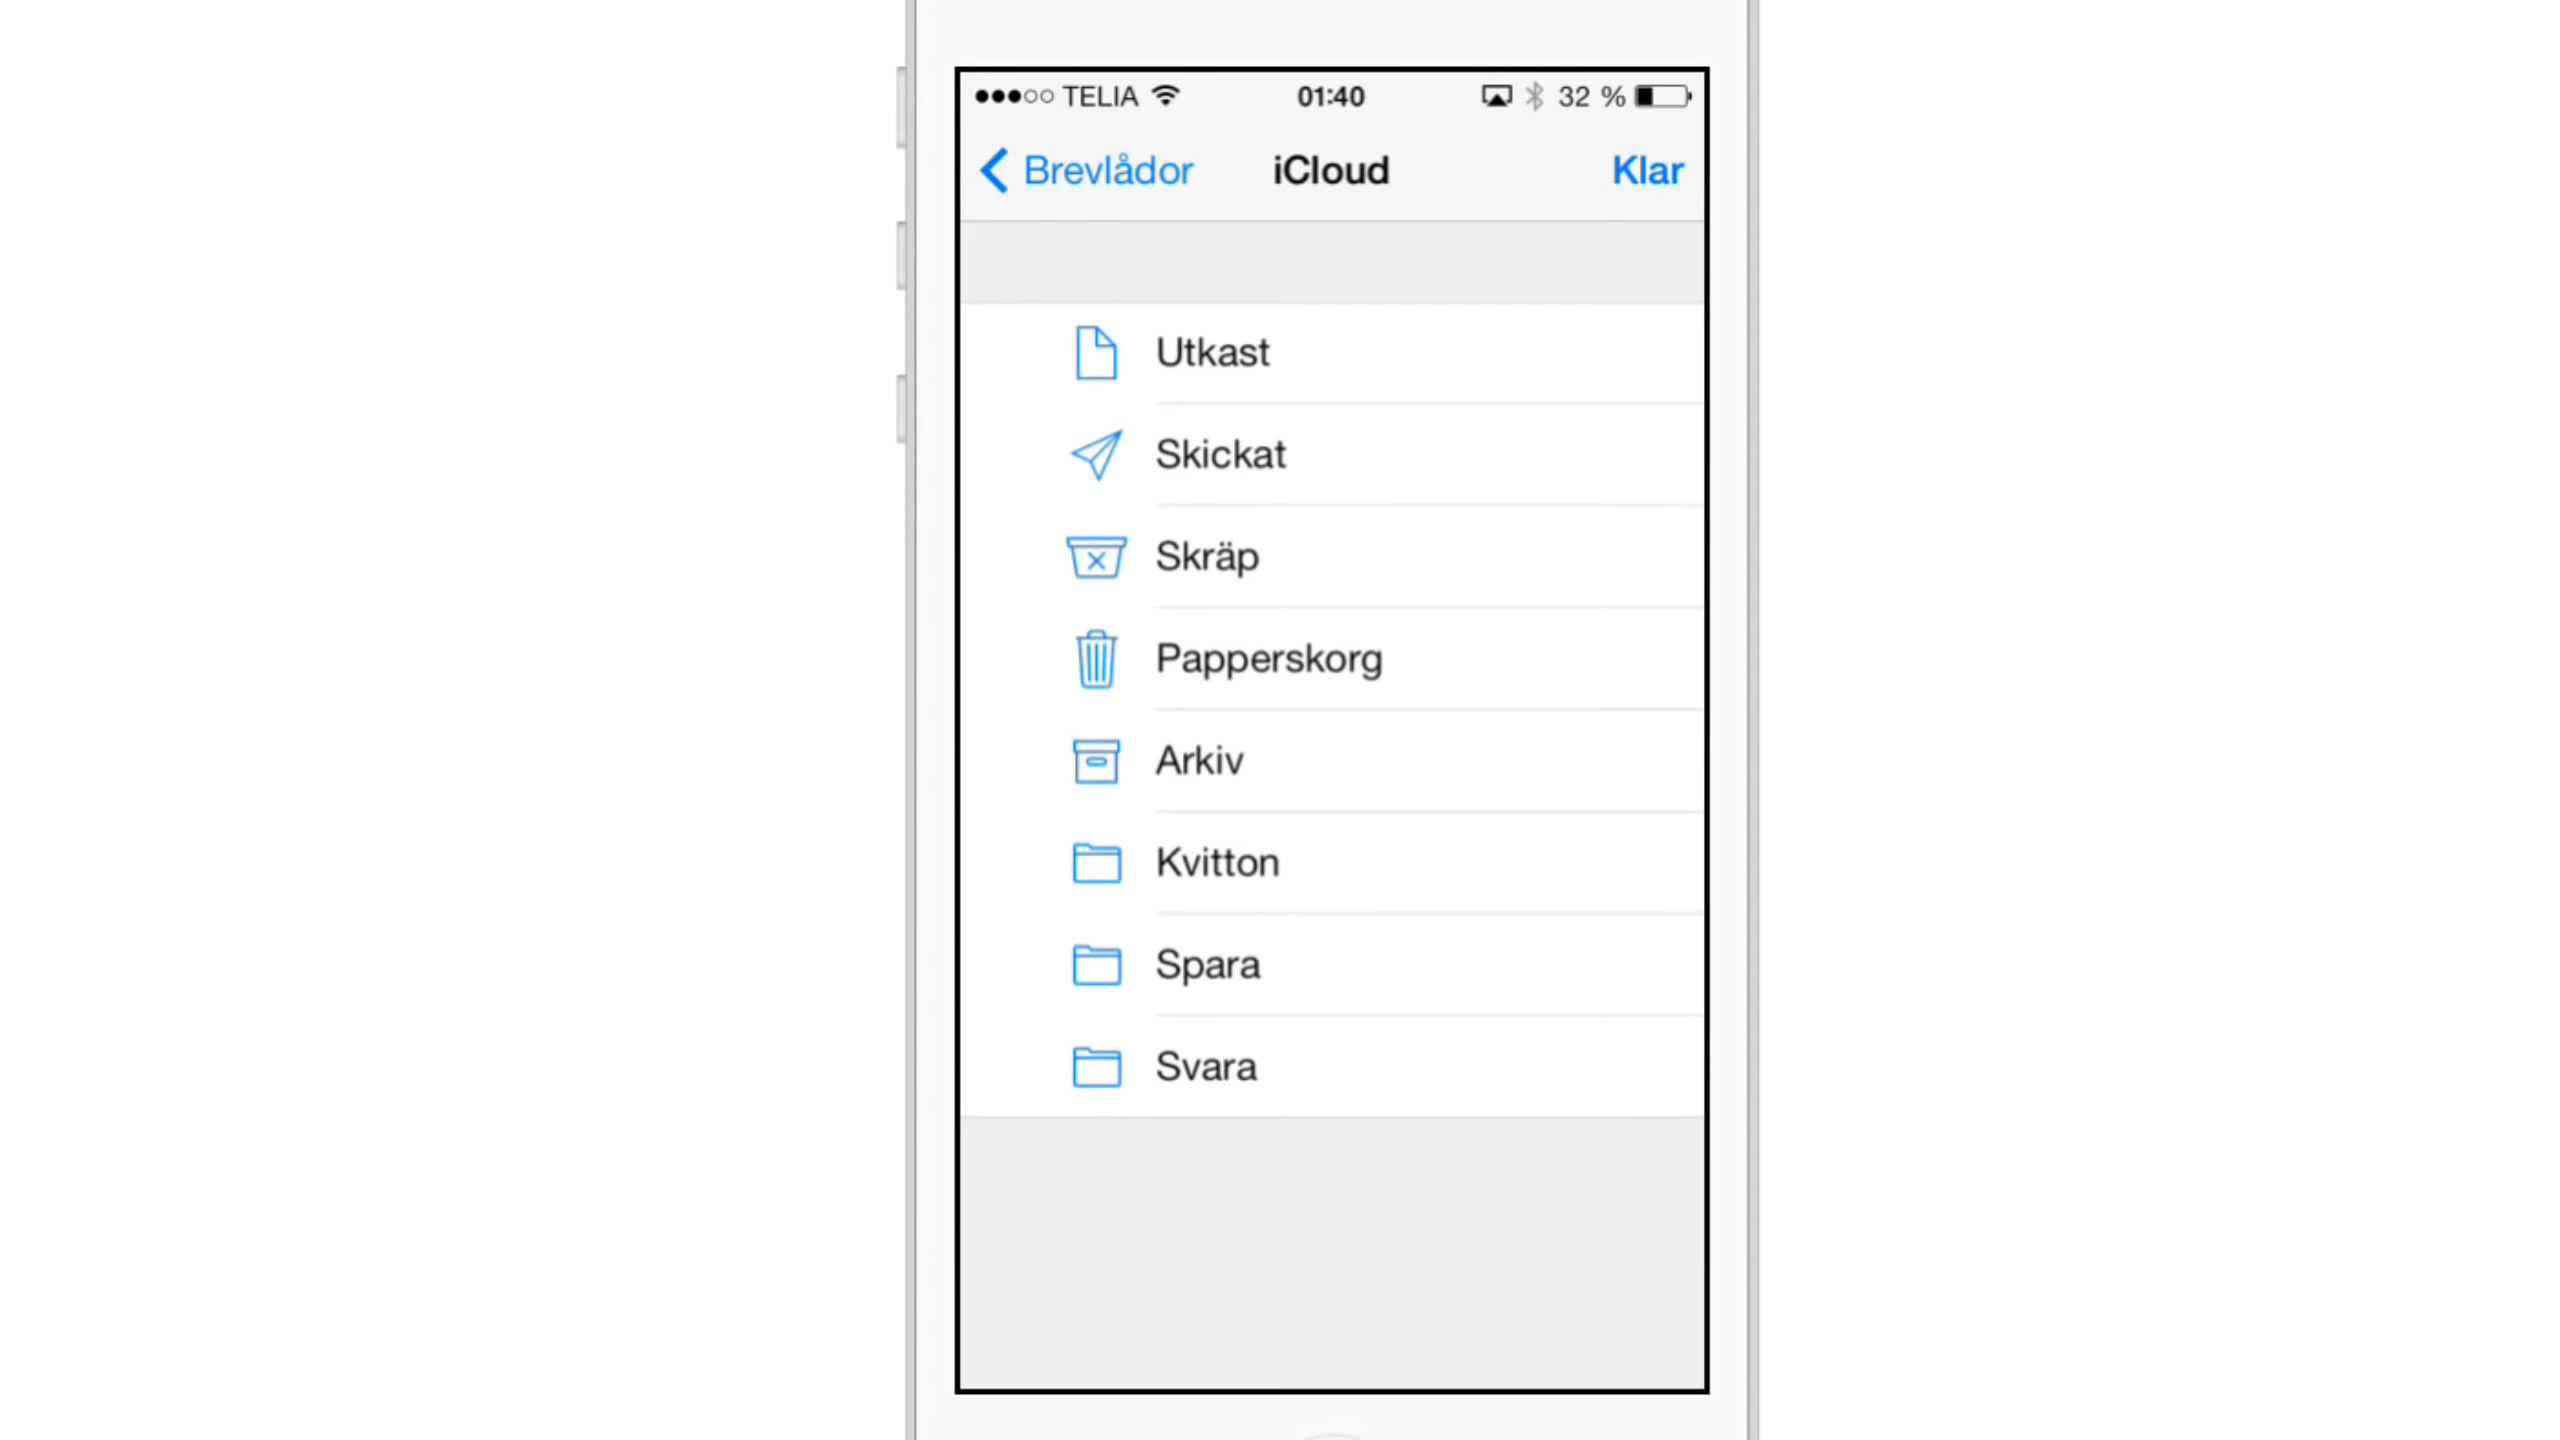 TELIA 01:40 32 %
Brevlådor iCloud Klar
Utkast
Skickat
Skräp
Papperskorg
Arkiv
Kvitton
Spara
Svara